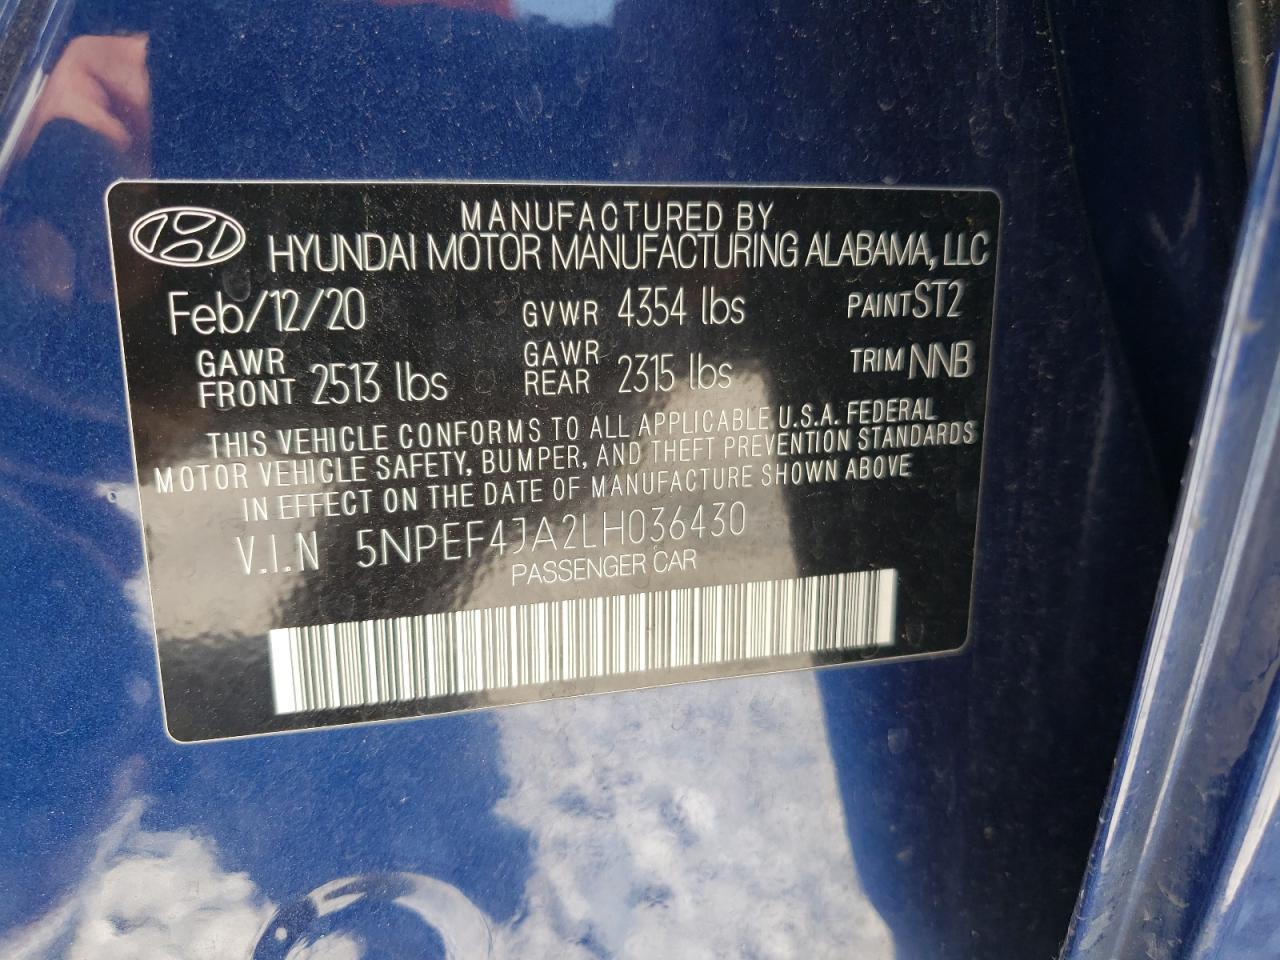 MANUFACTURED BY
HYUNDAI MOTOR MANUFACTURING ALABAMA, LLC
Feb/12/20 GVWR 4354 lbs PAINT ST2
GAWR FRONT 2513 lbs GAWR REAR 2315 lbs TRIM NNB
THIS VEHICLE CONFORMS TO ALL APPLICABLE U.S.A. FEDERAL
MOTOR VEHICLE SAFETY, BUMPER, AND THEFT PREVENTION STANDARDS
IN EFFECT ON THE DATE OF MANUFACTURE SHOWN ABOVE
V.I.N 5NPEF4JA2LH036430
PASSENGER CAR